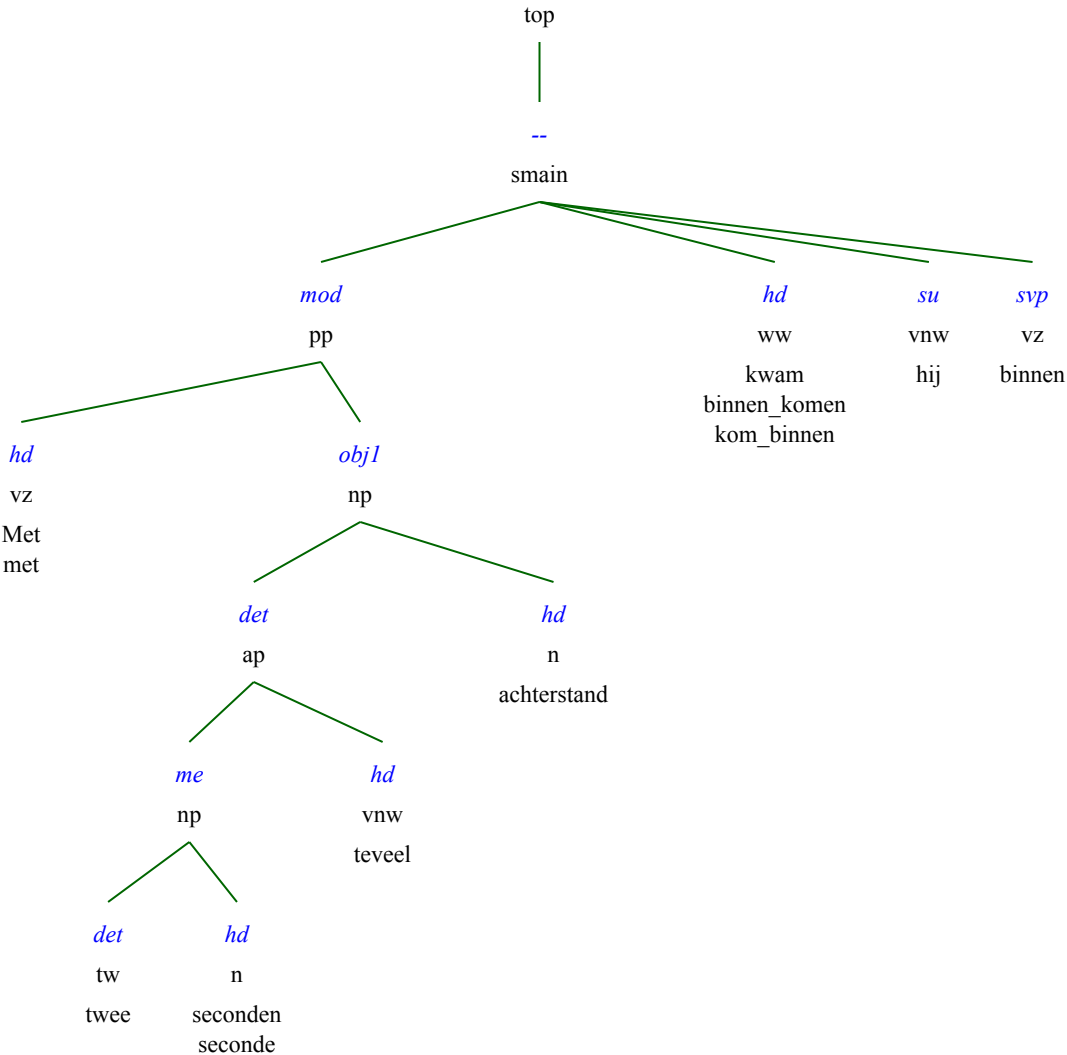 top
--
smain
mod hd su svp
pp ww vnw vz
kwam hij binnen
binnen_komen
kom_binnen
hd obj1
vz np
Met
met
det hd
ap n
achterstand
me hd
np vnw
teveel
det hd
tw n
twee seconden
seconde